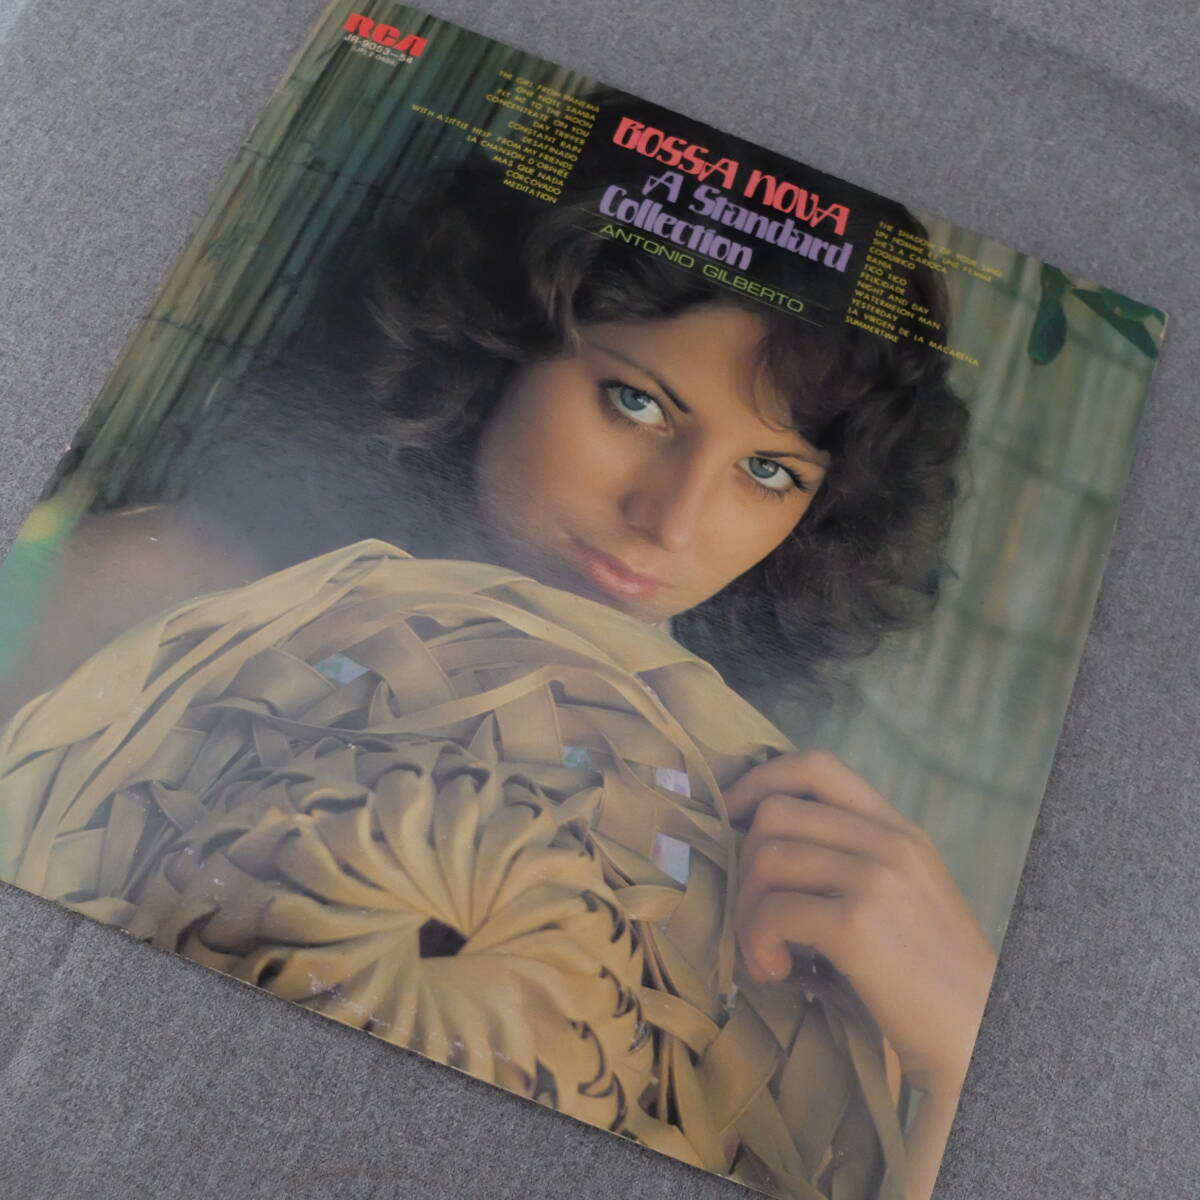 RCA
JR-9053~54
THE GIRL FROM IPANEMA
ONE NOTE SAMBA
FLY ME TO THE MOON
CONCENTRATE ON YOU
DAY TRIPPER
CONSTANT RAIN
DESAFINADO
WITH A LITTLE HELP FROM MY FRIENDS
LA CHANSON D'ORPHÉE
MAS QUE NADA
CORCOVADO
MEDITATION
BOSSA NOVA
A Standard
Collection
ANTONIO GILBERTO
THE SHADOW OF YOUR SMILE
UN HOMME ET UNE FEMME
SHE'S A CARIOCA
COQUIRICO
BAHIA
TICO TICO
FELICIDADE
NIGHT AND DAY
WATERMELON MAN
YESTERDAY
LA VIRGEN DE LA MACARENA
SUMMERTIME